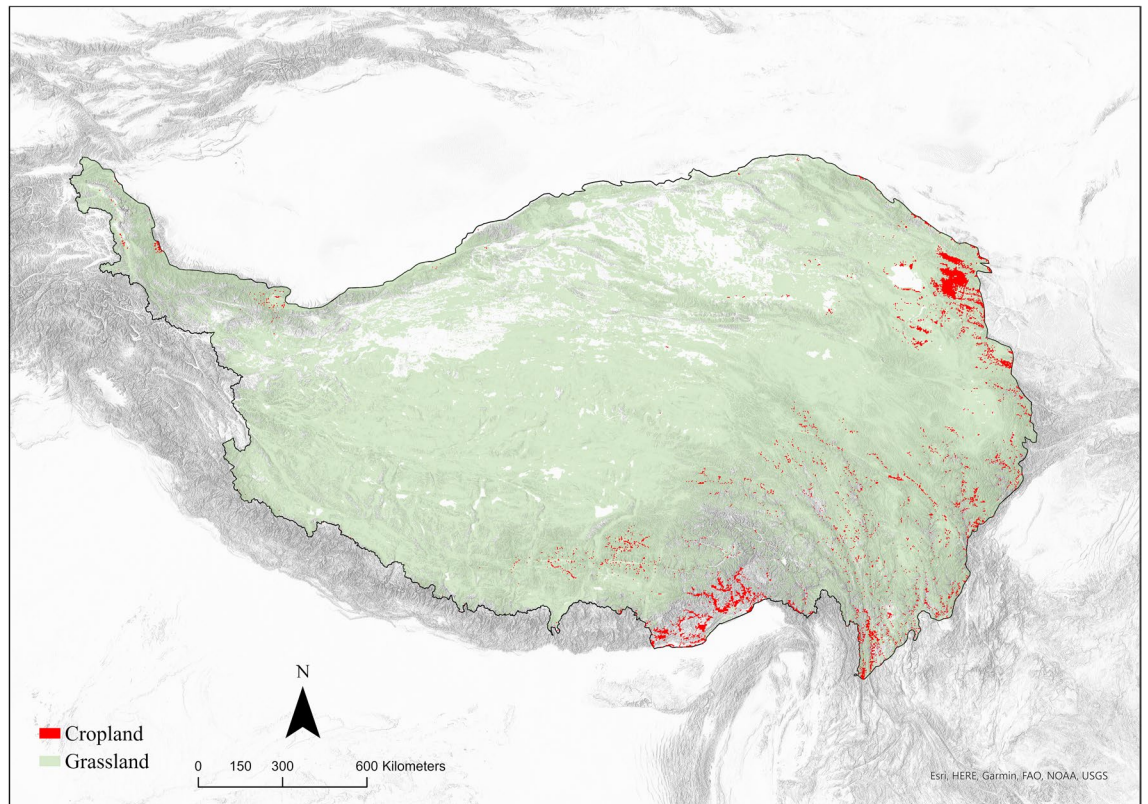 N
Cropland
Grassland
0 150 300 600 Kilometers
Esri, HERE, Garmin, FAO, NOAA, USGS